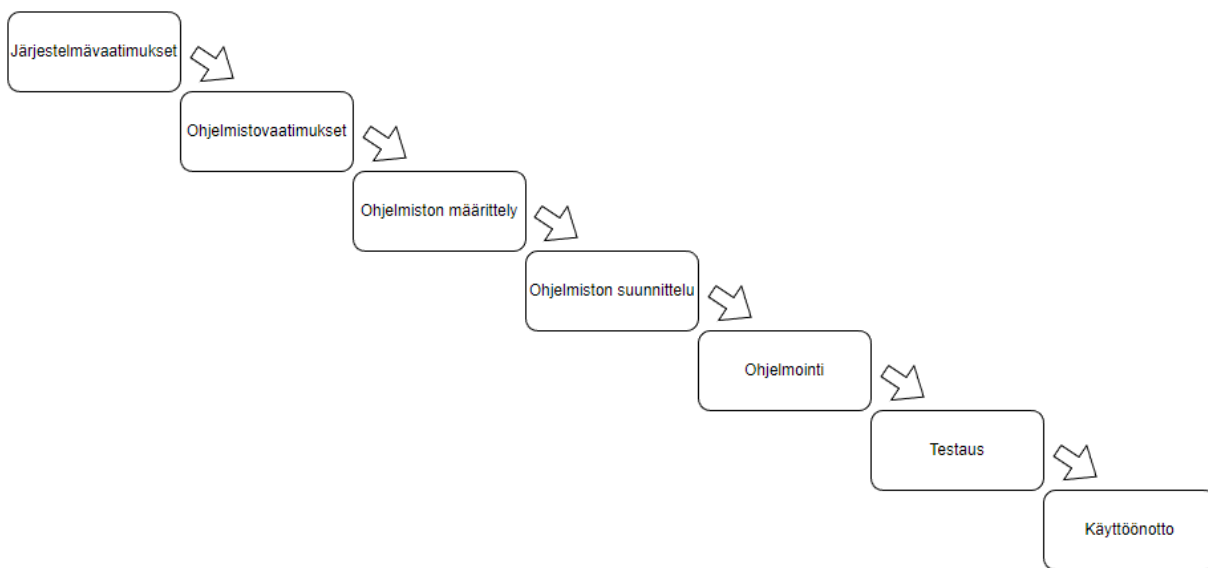 Järjestelmävaatimukset
Ohjelmistovaatimukset
Ohjelmiston määrittely
Ohjelmiston suunnittelu
Ohjelmointi
Testaus
Käyttöönotto